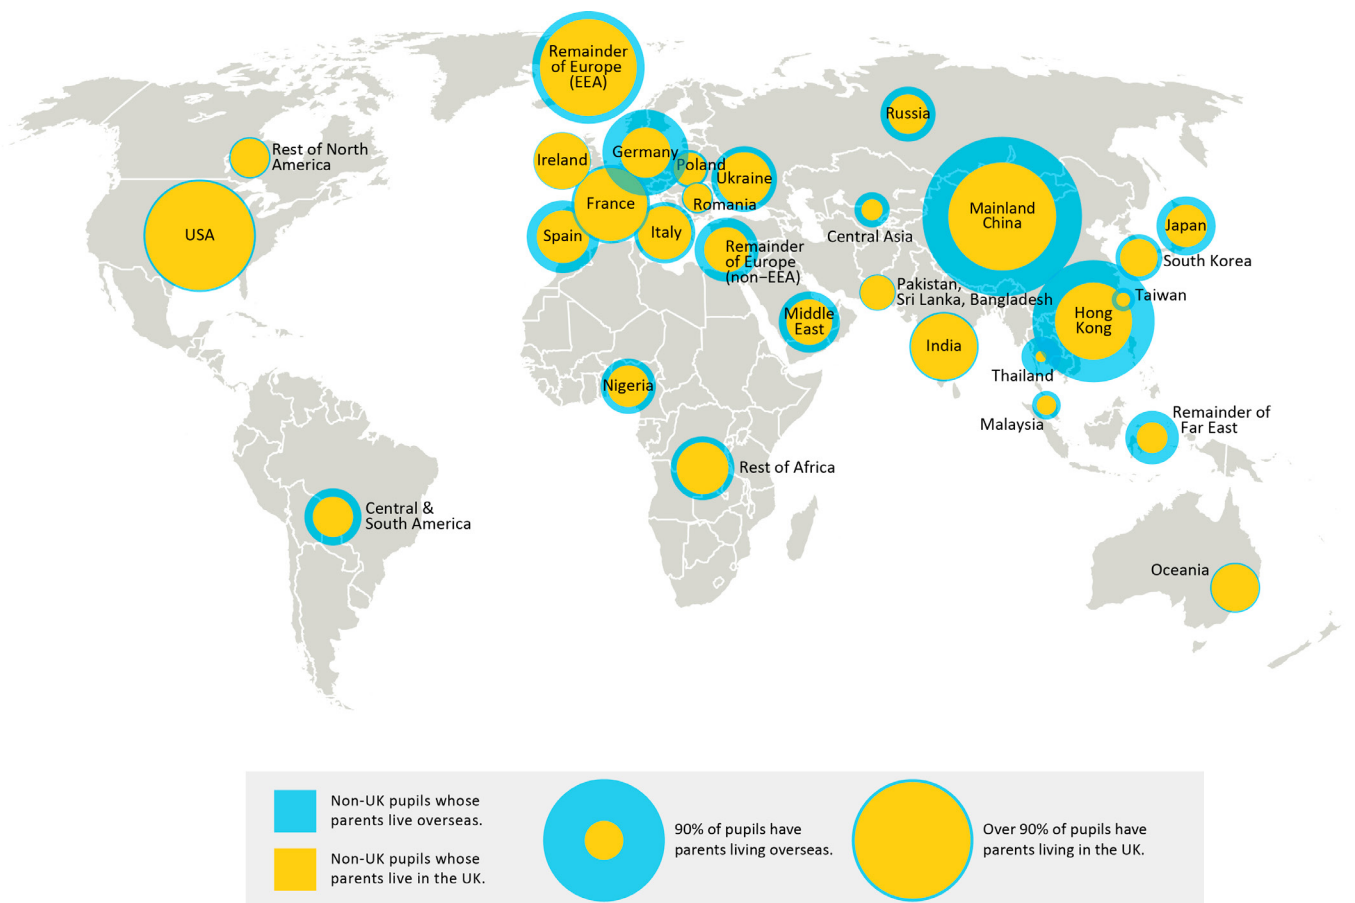 Remainder
of Europe
(EEA)
Russia
Rest of North
America
Ireland
Germany
Poland
Ukraine
Romania
France
USA
Spain
Italy
Remainder
of Europe
(non−EEA)
Central Asia
Mainland
China
Japan
South Korea
Pakistan,
Sri Lanka, Bangladesh
Taiwan
Middle
East
Hong
Kong
India
Thailand
Nigeria
Malaysia
Remainder of
Far East
Rest of Africa
Central &
South America
Oceania
Non-UK pupils whose
parents live overseas.
Non-UK pupils whose
parents live in the UK.
90% of pupils have
parents living overseas.
Over 90% of pupils have
parents living in the UK.